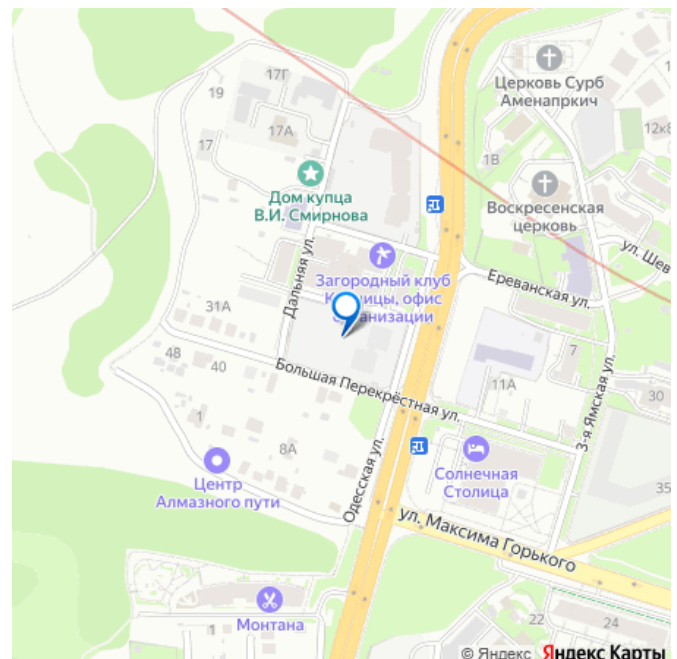 17Г
19
17А
17
Дом купца
В.И. Смирнова
Церковь Сурб
Аменапркич
12к8
1В
Воскресенская
церковь
ул. Шев
Дальняя ул.
Загородный клуб
офис
Ереванская ул.
31А
48
40
Большая Перекрёстная ул.
7
11А
30
3-я Ямская ул.
1
8А
Центр
Алмазного пути
Одесская ул.
Солнечная
Столица
35
ул. Максима Горького
Монтана
1
22
24
© Яндекс Яндекс Карты